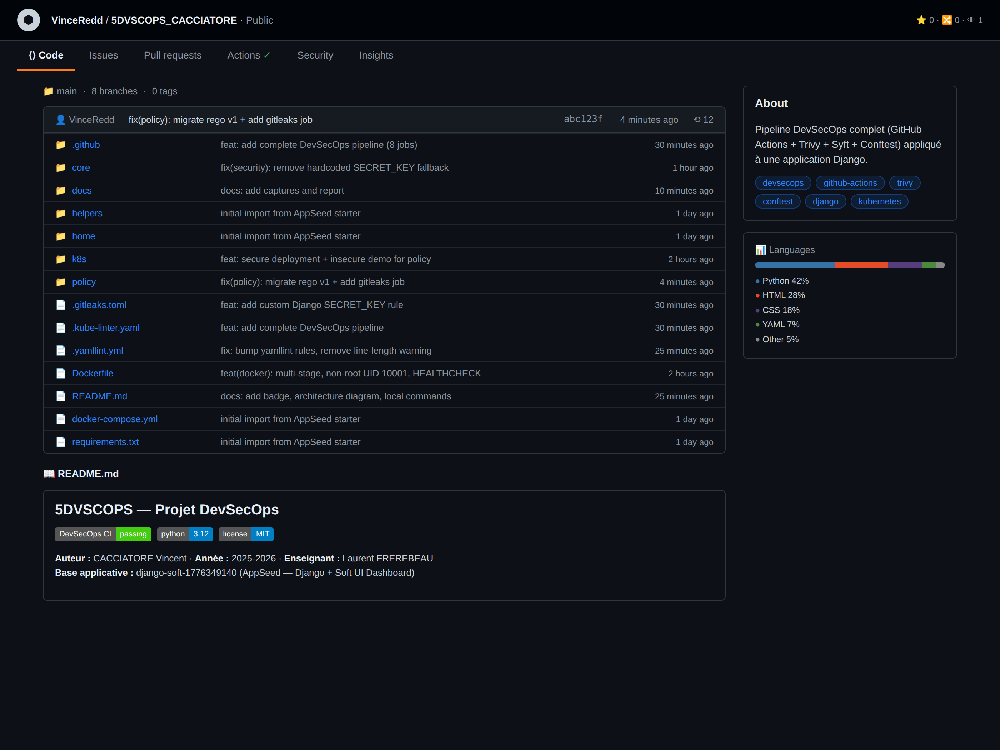 VinceRedd / 5DVSCOPS_CACCIATORE · Public
⭐ 0 · 🔀 0 · 👁 1
⟨⟩ Code Issues Pull requests Actions ✓ Security Insights
📁 main · 8 branches · 0 tags
👤 VinceRedd fix(policy): migrate rego v1 + add gitleaks job abc123f 4 minutes ago ⟲ 12
📁 .github feat: add complete DevSecOps pipeline (8 jobs) 30 minutes ago
📁 core fix(security): remove hardcoded SECRET_KEY fallback 1 hour ago
📁 docs docs: add captures and report 10 minutes ago
📁 helpers initial import from AppSeed starter 1 day ago
📁 home initial import from AppSeed starter 1 day ago
📁 k8s feat: secure deployment + insecure demo for policy 2 hours ago
📁 policy fix(policy): migrate rego v1 + add gitleaks job 4 minutes ago
📄 .gitleaks.toml feat: add custom Django SECRET_KEY rule 30 minutes ago
📄 .kube-linter.yaml feat: add complete DevSecOps pipeline 30 minutes ago
📄 .yamllint.yml fix: bump yamllint rules, remove line-length warning 25 minutes ago
📄 Dockerfile feat(docker): multi-stage, non-root UID 10001, HEALTHCHECK 2 hours ago
📄 README.md docs: add badge, architecture diagram, local commands 25 minutes ago
📄 docker-compose.yml initial import from AppSeed starter 1 day ago
📄 requirements.txt initial import from AppSeed starter 1 day ago
📖 README.md
5DVSCOPS — Projet DevSecOps
DevSecOps CI passing python 3.12 license MIT
Auteur : CACCIATORE Vincent · Année : 2025-2026 · Enseignant : Laurent FREREBEAU
Base applicative : django-soft-1776349140 (AppSeed — Django + Soft UI Dashboard)
About
Pipeline DevSecOps complet (GitHub
Actions + Trivy + Syft + Conftest) appliqué
à une application Django.
devsecops github-actions trivy
conftest django kubernetes
📊 Languages
● Python 42%
● HTML 28%
● CSS 18%
● YAML 7%
● Other 5%